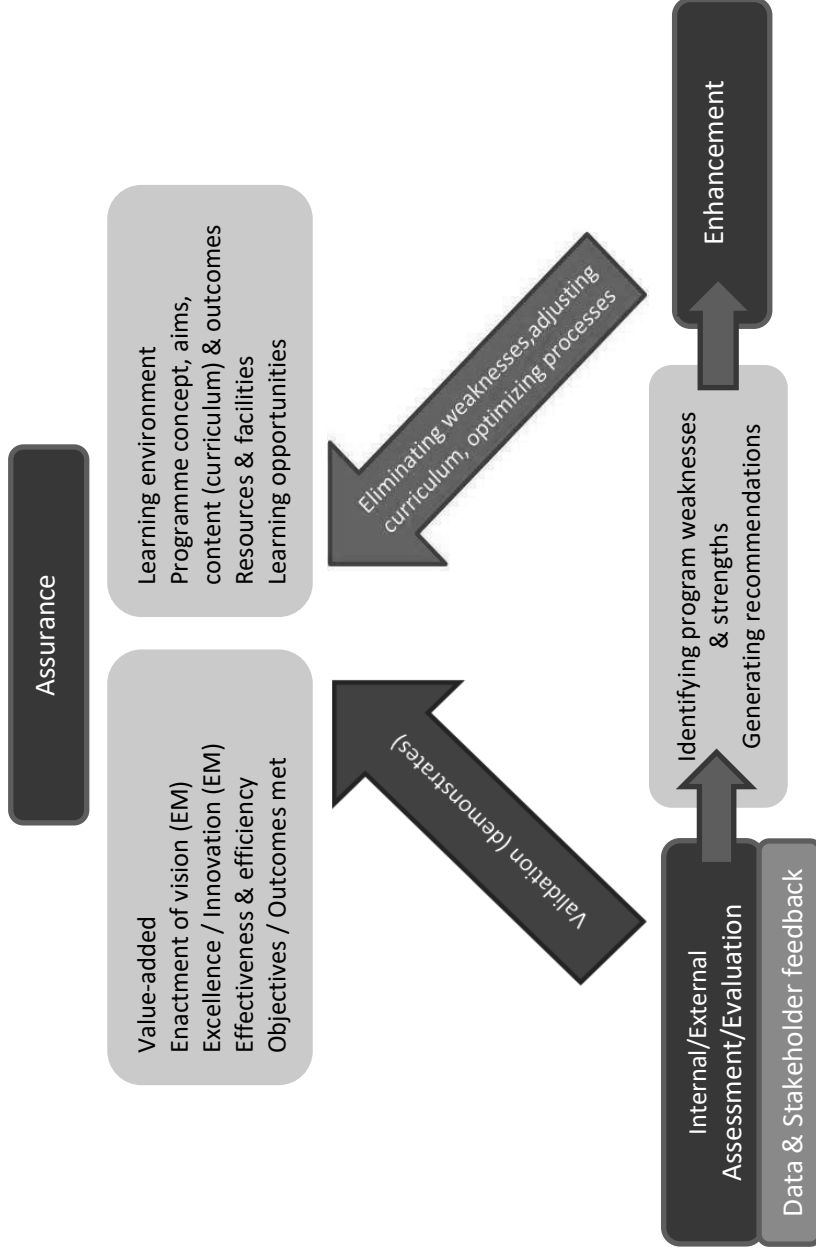 Assurance
Value-added
Enactment of vision (EM)
Excellence / Innovation (EM)
Effectiveness & efficiency
Objectives / Outcomes met
Learning environment
Programme concept, aims,
content (curriculum) & outcomes
Resources & facilities
Learning opportunities
Validation (demonstrates)
Eliminating weaknesses,adjusting
curriculum, optimizing processes
Internal/External
Assessment/Evaluation
Data & Stakeholder feedback
Identifying program weaknesses
& strengths
Generating recommendations
Enhancement